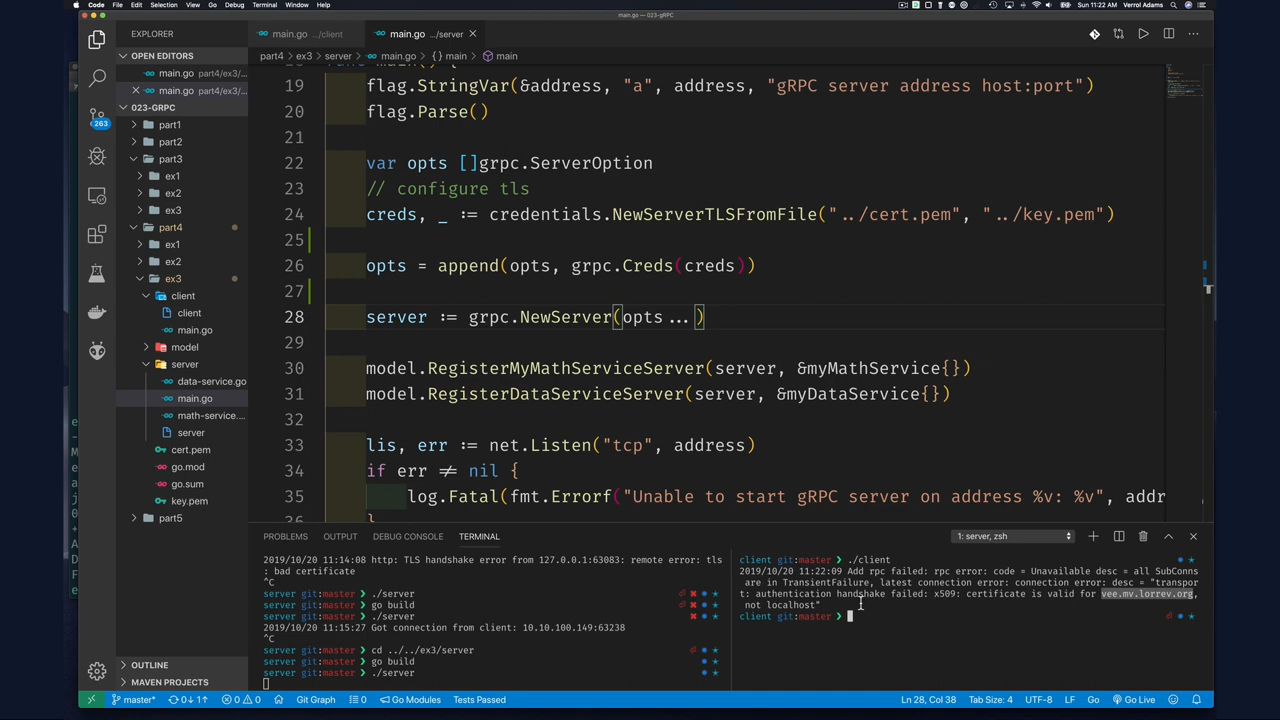 Code File Edit Selection View Go Debug Terminal Window Help
Sun 11:22 AM Verrol Adams
main.go — 023-gRPC
EXPLORER
main.go .../client
main.go .../server
OPEN EDITORS
main.go part4/ex3/...
main.go part4/ex3/...
023-GRPC
part1
part2
part3
ex1
ex2
ex3
part4
ex1
ex2
ex3
client
client
main.go
model
server
data-service.go
main.go
math-service....
server
cert.pem
go.mod
go.sum
key.pem
part5
OUTLINE
MAVEN PROJECTS
263
part4 › ex3 › server › main.go › {} main › main
19 flag.StringVar(&address, "a", address, "gRPC server address host:port")
20 flag.Parse()
21
22 var opts []grpc.ServerOption
23 // configure tls
24 creds, _ := credentials.NewServerTLSFromFile("../cert.pem", "../key.pem")
25
26 opts = append(opts, grpc.Creds(creds))
27
28 server := grpc.NewServer(opts...)
29
30 model.RegisterMyMathServiceServer(server, &myMathService{})
31 model.RegisterDataServiceServer(server, &myDataService{})
32
33 lis, err := net.Listen("tcp", address)
34 if err != nil {
35 log.Fatal(fmt.Errorf("Unable to start gRPC server on address %v: %v", addr
36 }
PROBLEMS OUTPUT DEBUG CONSOLE TERMINAL
1: server, zsh
2019/10/20 11:14:08 http: TLS handshake error from 127.0.0.1:63083: remote error: tls
: bad certificate
^C
server git:master ❯ ./server
server git:master ❯ go build
server git:master ❯ ./server
2019/10/20 11:15:27 Got connection from client: 10.10.100.149:63238
^C
server git:master ❯ cd ../../ex3/server
server git:master ❯ go build
server git:master ❯ ./server
client git:master ❯ ./client
2019/10/20 11:22:09 Add rpc failed: rpc error: code = Unavailable desc = all SubConns
are in TransientFailure, latest connection error: connection error: desc = "transpor
t: authentication handshake failed: x509: certificate is valid for vee.mv.lorrev.org,
not localhost"
client git:master ❯
master* 0↓ 1↑ 0 0 Git Graph 0 Go Modules Tests Passed
Ln 28, Col 38 Tab Size: 4 UTF-8 LF Go Go Live